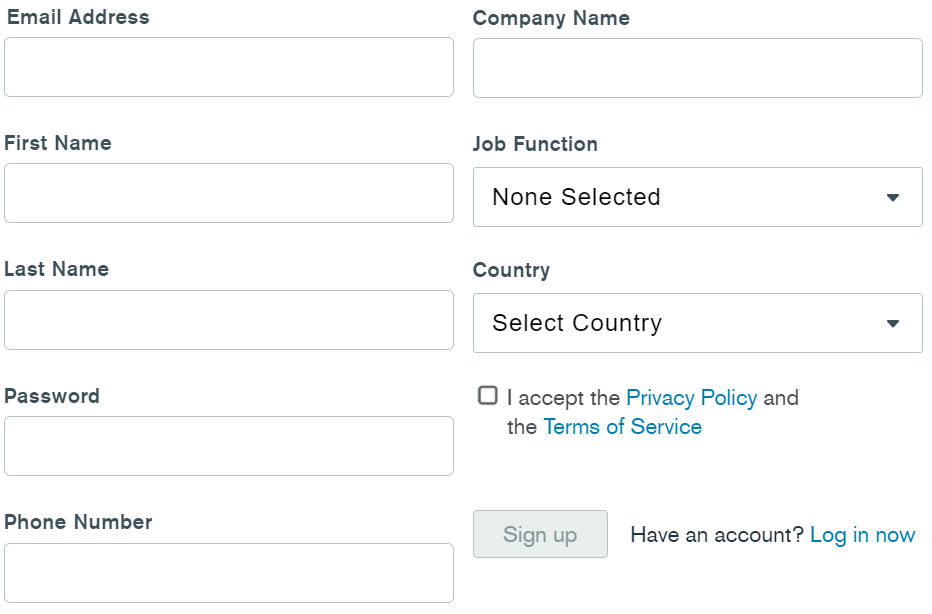 Email Address
First Name
Last Name
Password
Phone Number
Company Name
Job Function
None Selected
Country
Select Country
I accept the Privacy Policy and
the Terms of Service
Sign up
Have an account? Log in now